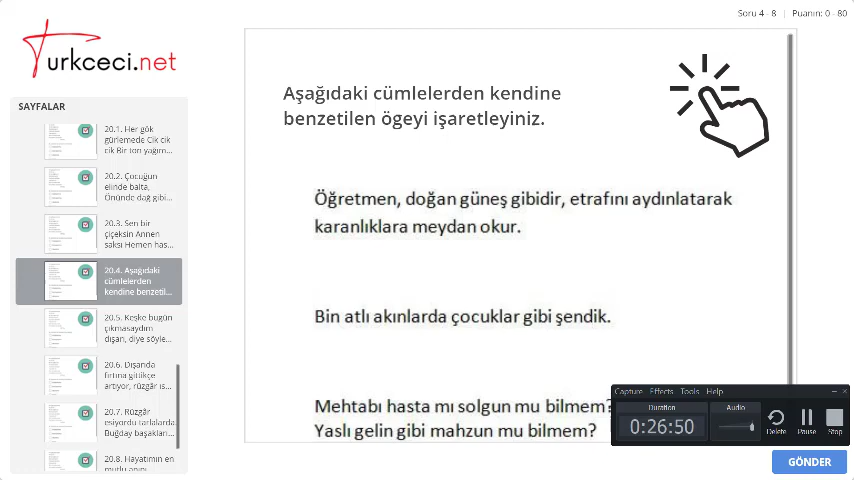 Soru 4 - 8 | Puanın: 0 - 80
Turkceci.net
SAYFALAR
20.1. Her gök
gürlemede Cik cik
cik Bir ton yağım...
20.2. Çocuğun
elinde balta,
Önünde dağ gibi...
20.3. Sen bir
çiçeksin Annen
saksı Hemen has...
20.4. Aşağıdaki
cümlelerden
kendine benzetil...
20.5. Keşke bugün
çıkmasaydım
dışarı, diye söyle...
20.6. Dışarıda
fırtına gittikçe
artıyor, rüzgâr ıs...
20.7. Rüzgâr
esiyordu tarlalarda
Buğday başakları...
20.8. Hayatımın en
mutlu anını
Aşağıdaki cümlelerden kendine
benzetilen ögeyi işaretleyiniz.
Öğretmen, doğan güneş gibidir, etrafını aydınlatarak
karanlıklara meydan okur.
Bin atlı akınlarda çocuklar gibi şendik.
Mehtabı hasta mı solgun mu bilmem?
Yaslı gelin gibi mahzun mu bilmem?
Capture Effects Tools Help
Duration
0:26:50
Audio
Delete
Pause
Stop
GÖNDER